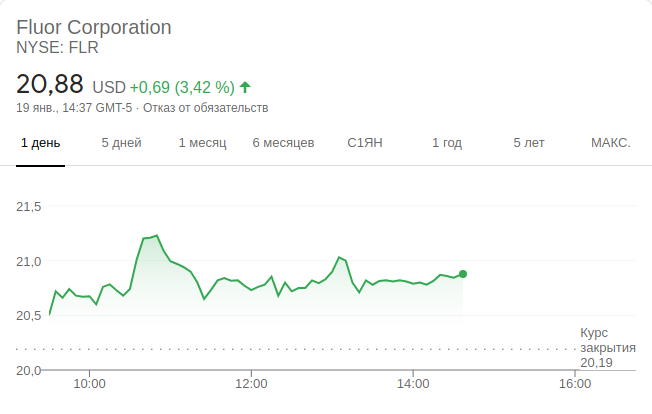 Fluor Corporation
NYSE: FLR
20,88 USD +0,69 (3,42 %)
19 янв., 14:37 GMT-5 · Отказ от обязательств
1 день 5 дней 1 месяц 6 месяцев С1ЯН 1 год 5 лет МАКС.
21,5
21,0
20,5
Курс
закрытия
20,19
20,0
10:00 12:00 14:00 16:00